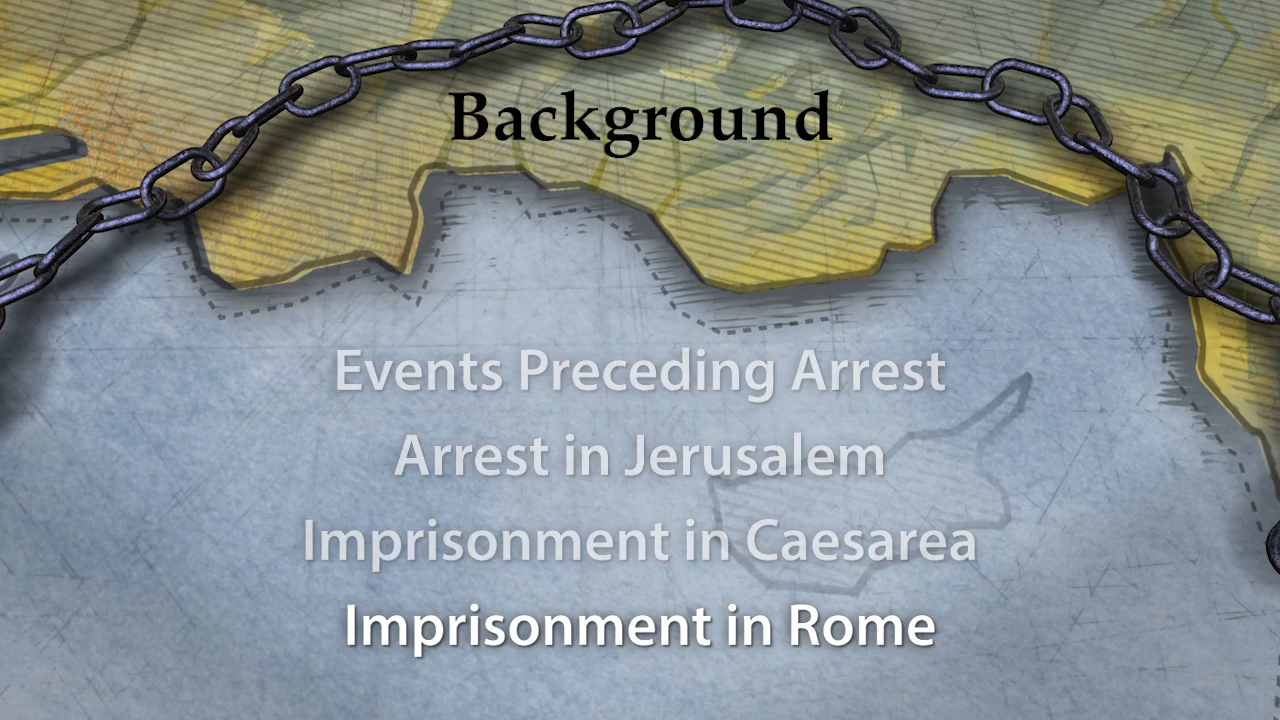 Background
Events Preceding Arrest
Arrest in Jerusalem
Imprisonment in Caesarea
Imprisonment in Rome